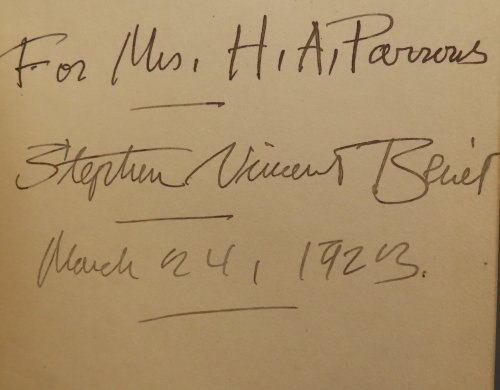 For Mrs. H. A. Parsons
Stephen Vincent Benét
March 24, 1923.